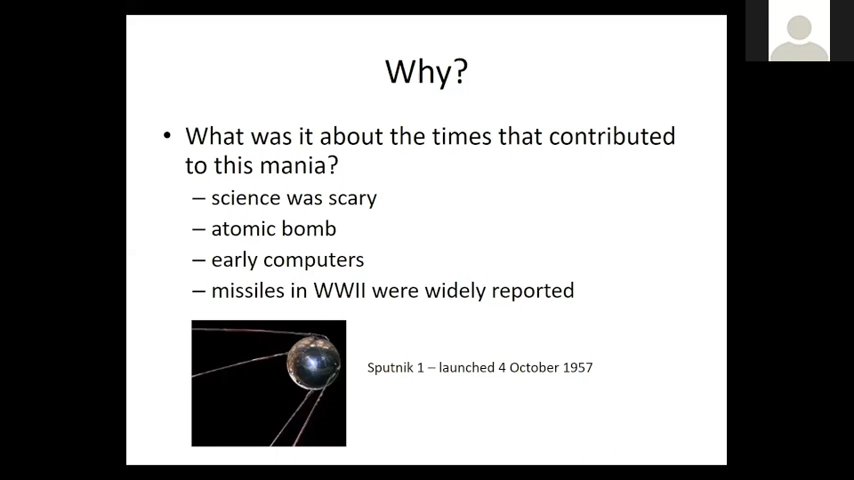 Why?
• What was it about the times that contributed
to this mania?
– science was scary
– atomic bomb
– early computers
– missiles in WWII were widely reported
Sputnik 1 – launched 4 October 1957